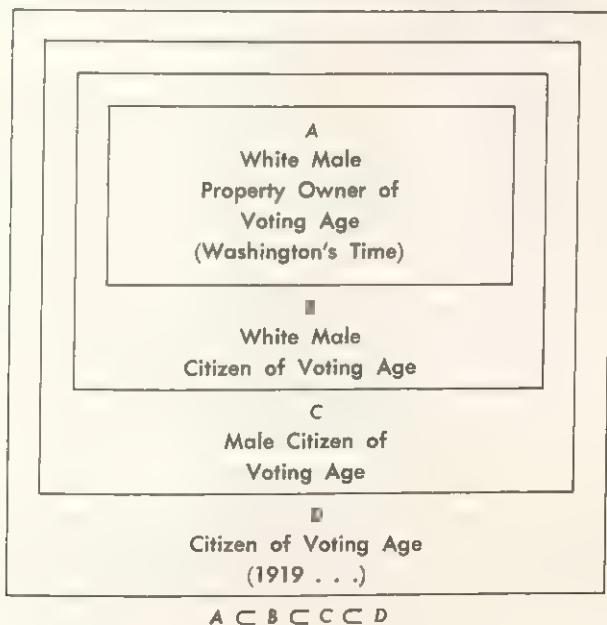 A
White Male
Property Owner of
Voting Age
(Washington's Time)
B
White Male
Citizen of Voting Age
C
Male Citizen of
Voting Age
D
Citizen of Voting Age
(1919 . . .)
A ⊂ B ⊂ C ⊂ D